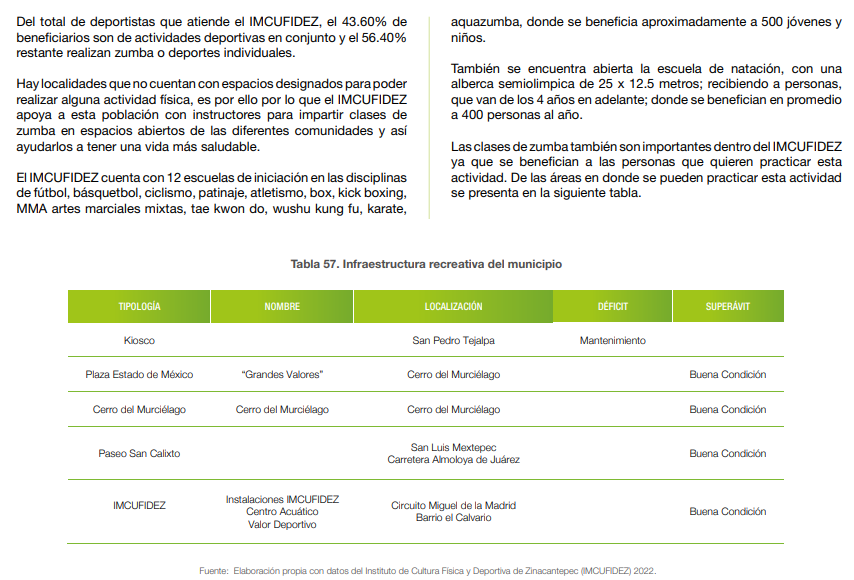 Del total de deportistas que atiende el IMCUFIDEZ, el 43.60% de
beneficiarios son de actividades deportivas en conjunto y el 56.40%
restante realizan zumba o deportes individuales.
Hay localidades que no cuentan con espacios designados para poder
realizar alguna actividad física, es por ello por lo que el IMCUFIDEZ
apoya a esta población con instructores para impartir clases de
zumba en espacios abiertos de las diferentes comunidades y así
ayudarlos a tener una vida más saludable.
El IMCUFIDEZ cuenta con 12 escuelas de iniciación en las disciplinas
de fútbol, básquetbol, ciclismo, patinaje, atletismo, box, kick boxing,
MMA artes marciales mixtas, tae kwon do, wushu kung fu, karate,
aquazumba, donde se beneficia aproximadamente a 500 jóvenes y
niños.
También se encuentra abierta la escuela de natación, con una
alberca semiolimpica de 25 x 12.5 metros; recibiendo a personas,
que van de los 4 años en adelante; donde se benefician en promedio
a 400 personas al año.
Las clases de zumba también son importantes dentro del IMCUFIDEZ
ya que se benefician a las personas que quieren practicar esta
actividad. De las áreas en donde se pueden practicar esta actividad
se presenta en la siguiente tabla.
Tabla 57. Infraestructura recreativa del municipio
TIPOLOGÍA NOMBRE LOCALIZACIÓN DÉFICIT SUPERÁVIT
Kiosco San Pedro Tejalpa Mantenimiento
Plaza Estado de México “Grandes Valores” Cerro del Murciélago Buena Condición
Cerro del Murciélago Cerro del Murciélago Cerro del Murciélago Buena Condición
Paseo San Calixto San Luis Mextepec
Carretera Almoloya de Juárez Buena Condición
IMCUFIDEZ Instalaciones IMCUFIDEZ
Centro Acuático
Valor Deportivo Circuito Miguel de la Madrid
Barrio el Calvario Buena Condición
Fuente: Elaboración propia con datos del Instituto de Cultura Física y Deportiva de Zinacantepec (IMCUFIDEZ) 2022.